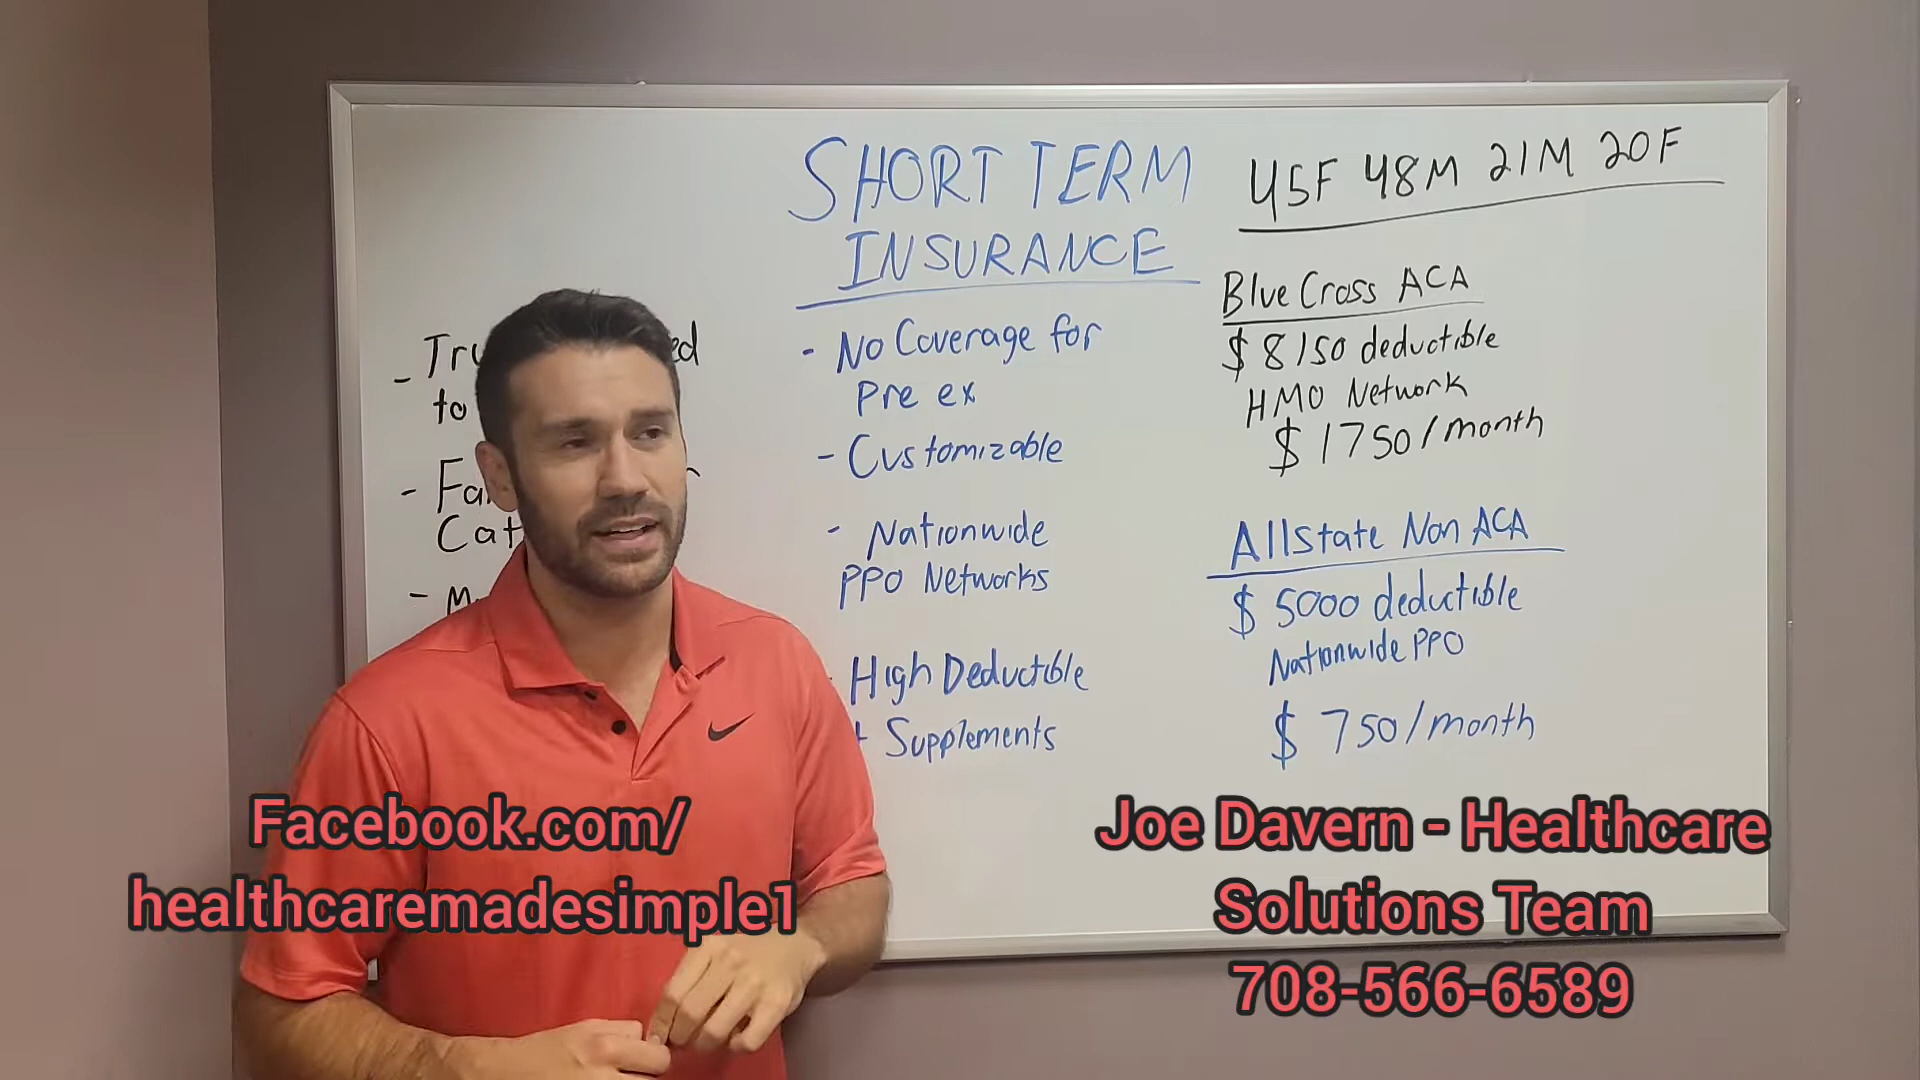 SHORT TERM
INSURANCE
- No Coverage for
Pre ex
- Customizable
- Nationwide
PPO Networks
High Deductible
+ Supplements
45F 48M 21M 20F
Blue Cross ACA
$8150 deductible
HMO Network
$1750/month
Allstate Non ACA
$5000 deductible
Nationwide PPO
$750/month
to
Facebook.com/
healthcaremadesimple1
Joe Davern - Healthcare
Solutions Team
708-566-6589